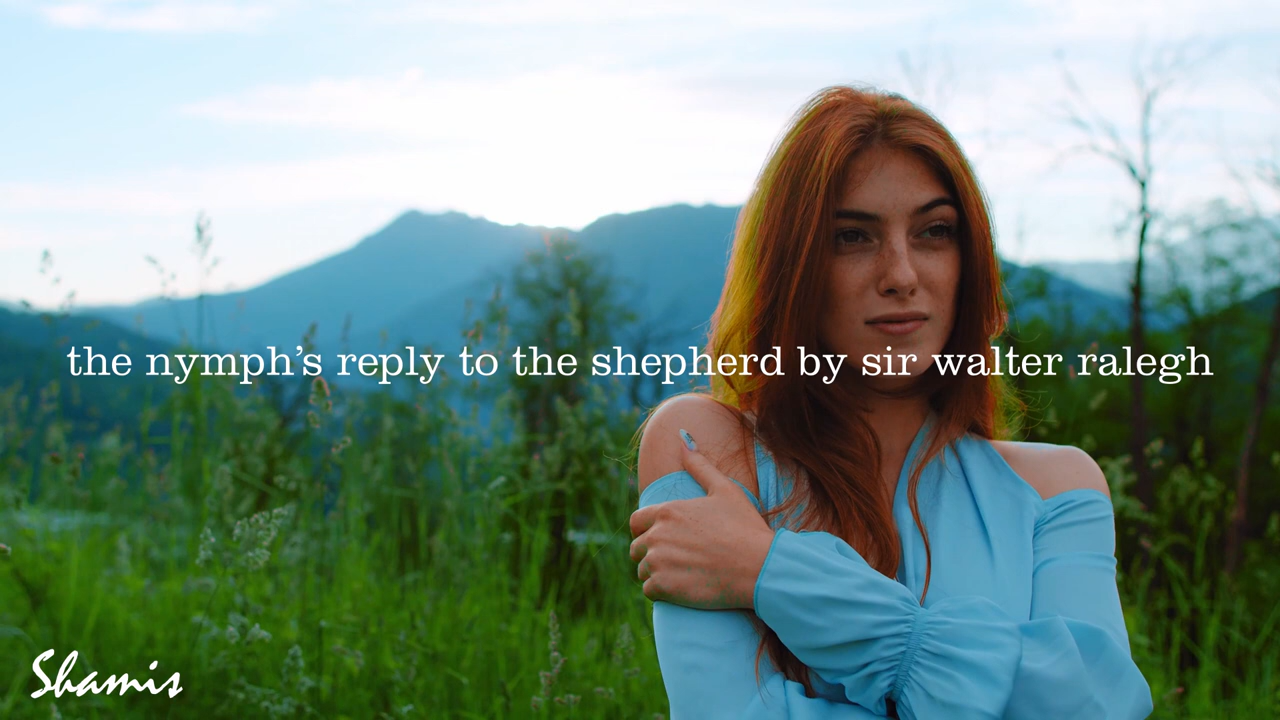 the nymph’s reply to the shepherd by sir walter ralegh
Shamis